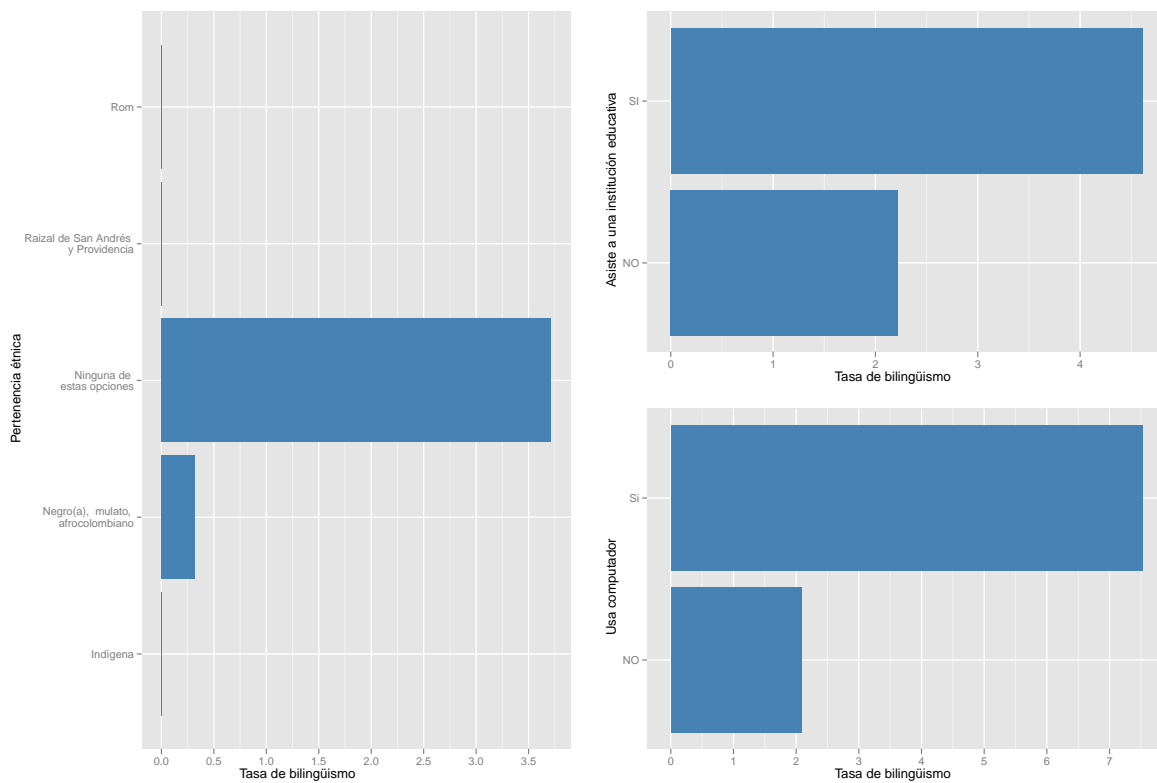 Pertenencia étnica
Rom
Raizal de San Andrés
y Providencia
Ninguna de
estas opciones
Negro(a), mulato,
afrocolombiano
Indígena
0.0 0.5 1.0 1.5 2.0 2.5 3.0 3.5
Tasa de bilingüismo
Asiste a una institución educativa
SI
NO
0 1 2 3 4
Tasa de bilingüismo
Usa computador
Si
NO
0 1 2 3 4 5 6 7
Tasa de bilingüismo